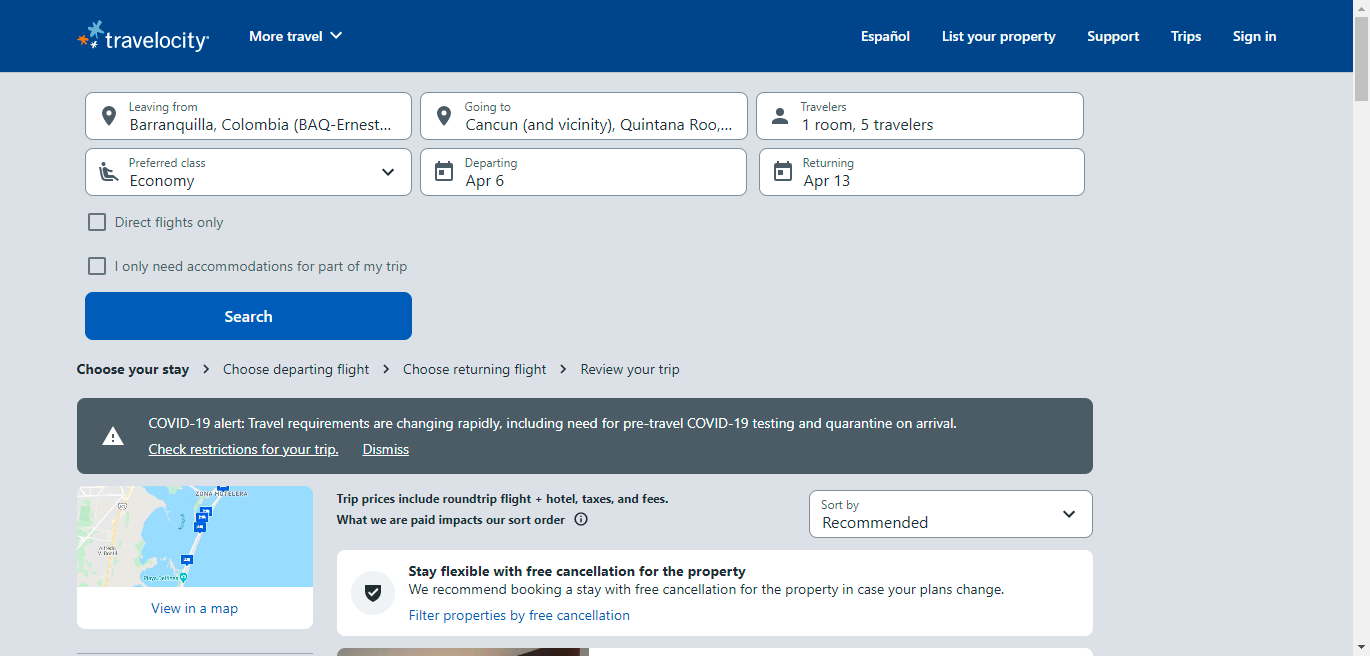 travelocity
More travel
Español
List your property
Support
Trips
Sign in
Leaving from
Barranquilla, Colombia (BAQ-Ernest...
Going to
Cancun (and vicinity), Quintana Roo,...
Travelers
1 room, 5 travelers
Preferred class
Economy
Departing
Apr 6
Returning
Apr 13
Direct flights only
I only need accommodations for part of my trip
Search
Choose your stay
Choose departing flight
Choose returning flight
Review your trip
COVID-19 alert: Travel requirements are changing rapidly, including need for pre-travel COVID-19 testing and quarantine on arrival.
Check restrictions for your trip.
Dismiss
ZONA HOTELERA
Alfredo
V. Bonfil
Playa Delfines
View in a map
Trip prices include roundtrip flight + hotel, taxes, and fees.
What we are paid impacts our sort order
Sort by
Recommended
Stay flexible with free cancellation for the property
We recommend booking a stay with free cancellation for the property in case your plans change.
Filter properties by free cancellation